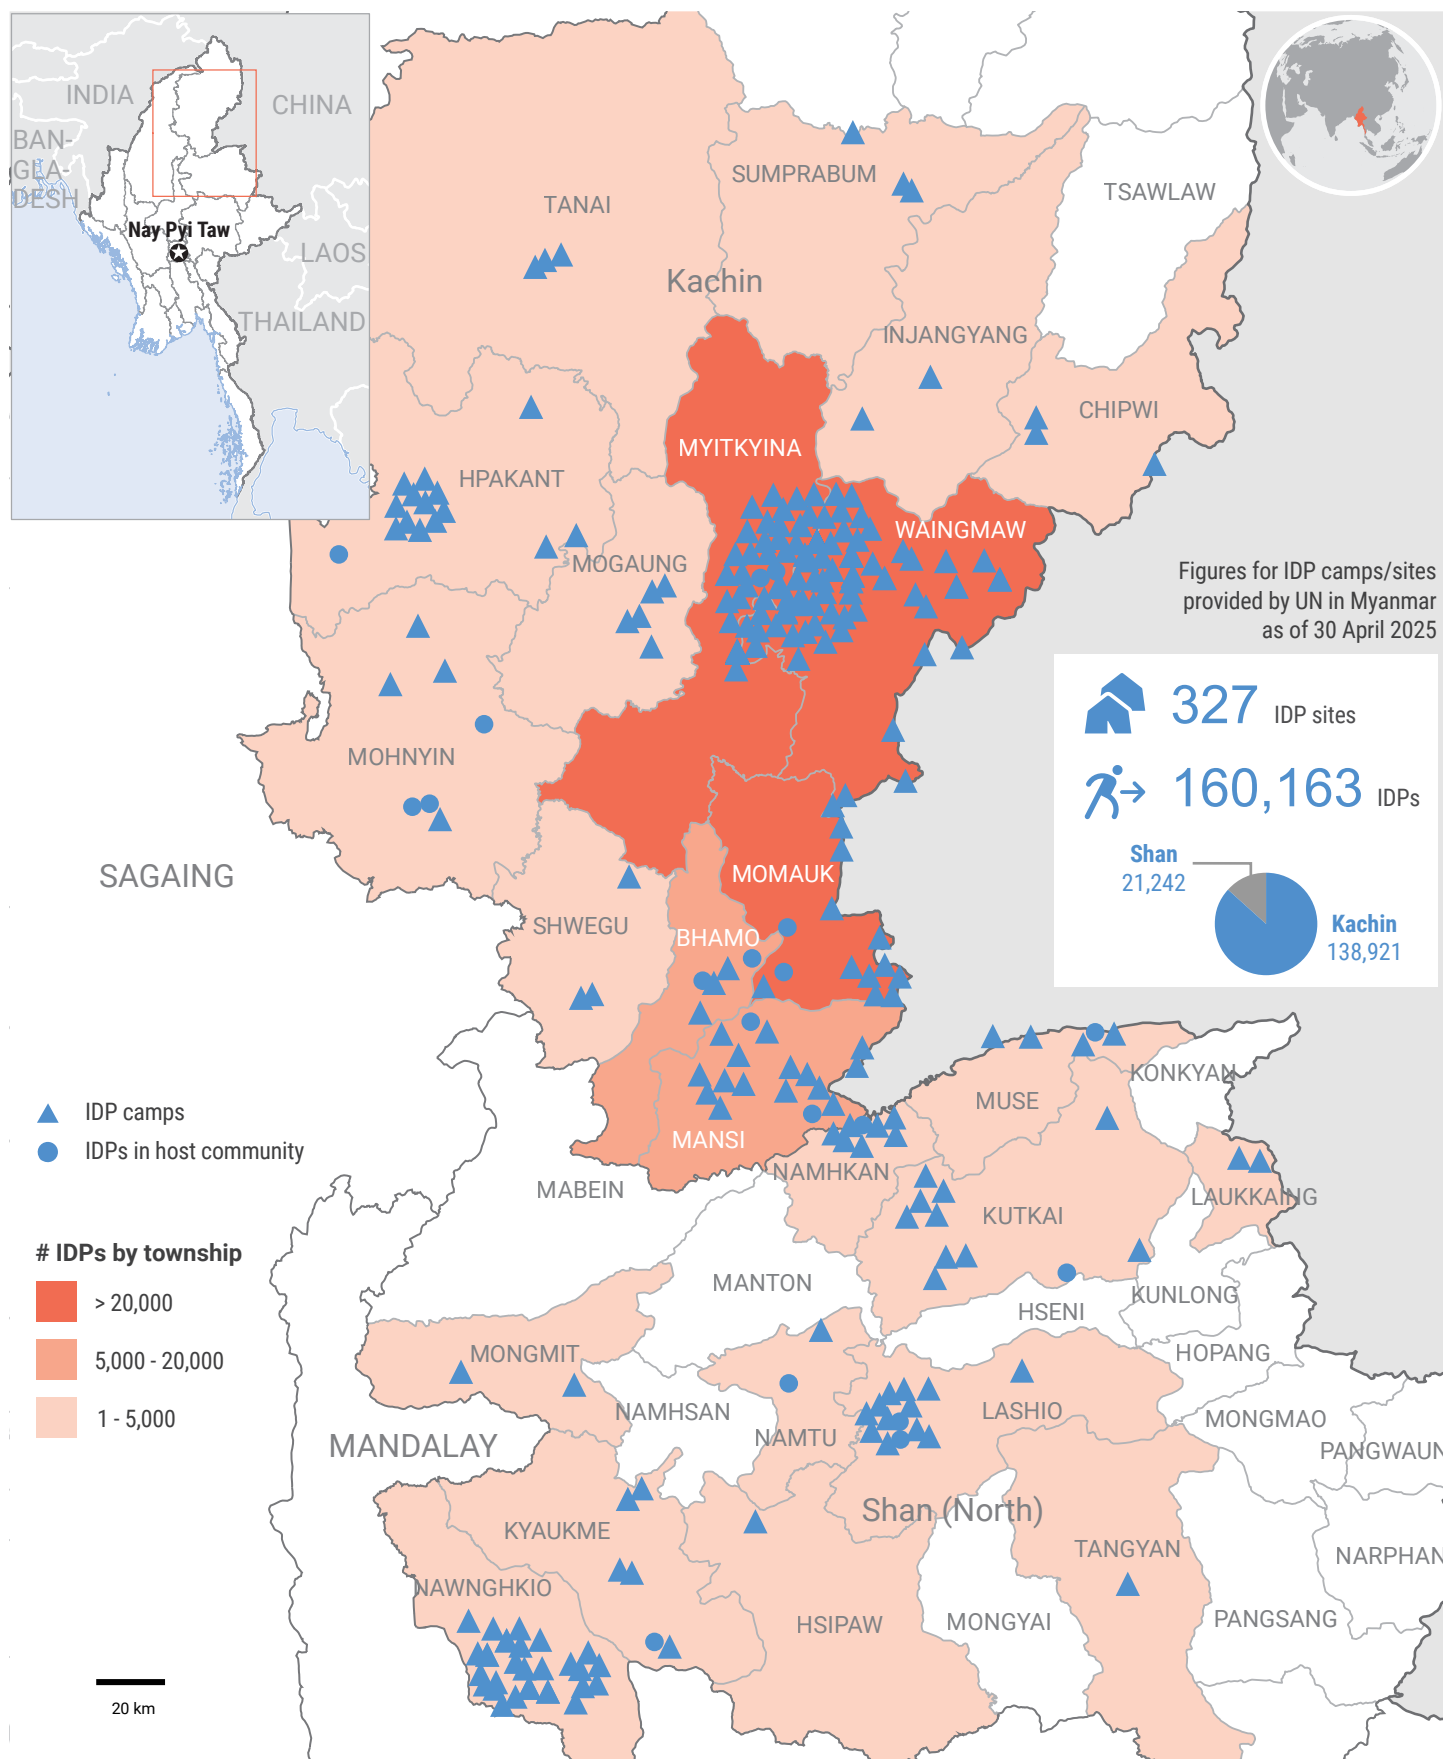 INDIA
CHINA
BAN-
GLA-
DESH
Nay Pyi Taw
LAOS
THAILAND
TANAI
SUMPRABUM
TSAWLAW
Kachin
INJANGYANG
CHIPWI
MYITKYINA
HPAKANT
WAINGMAW
MOGAUNG
Figures for IDP camps/sites
provided by UN in Myanmar
as of 30 April 2025
327 IDP sites
160,163 IDPs
Shan
21,242
Kachin
138,921
MOHNYIN
SAGAING
MOMAUK
SHWEGU
BHAMO
KONKYAN
MUSE
IDP camps
IDPs in host community
MANSI
NAMHKAN
MABEIN
LAUKKAING
KUTKAI
# IDPs by township
> 20,000
5,000 - 20,000
1 - 5,000
MANTON
KUNLONG
HSENI
HOPANG
MONGMIT
NAMHSAN
LASHIO
MONGMAO
NAMTU
MANDALAY
PANGWAUN
Shan (North)
KYAUKME
TANGYAN
NARPHAN
NAWNGHKIO
HSIPAW
MONGYAI
PANGSANG
20 km